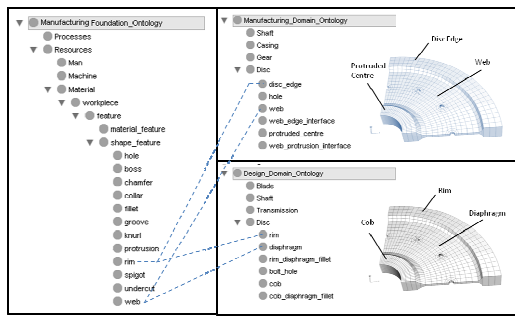 Manufacturing Foundation_Ontology
Processes
Resources
Man
Machine
Material
workpiece
feature
material_feature
shape_feature
hole
boss
chamfer
collar
fillet
groove
knurl
protrusion
rim
spigot
undercut
web
Manufacturing_Domain_Ontology
Shaft
Casing
Gear
Disc
disc_edge
hole
web
web_edge_interface
protruded_centre
web_protrusion_interface
Disc Edge
Web
Protruded
Centre
Design_Domain_Ontology
Blade
Shaft
Transmission
Disc
rim
diaphragm
rim_diaphragm_fillet
bolt_hole
cob
cob_diaphragm_fillet
Rim
Diaphragm
Cob